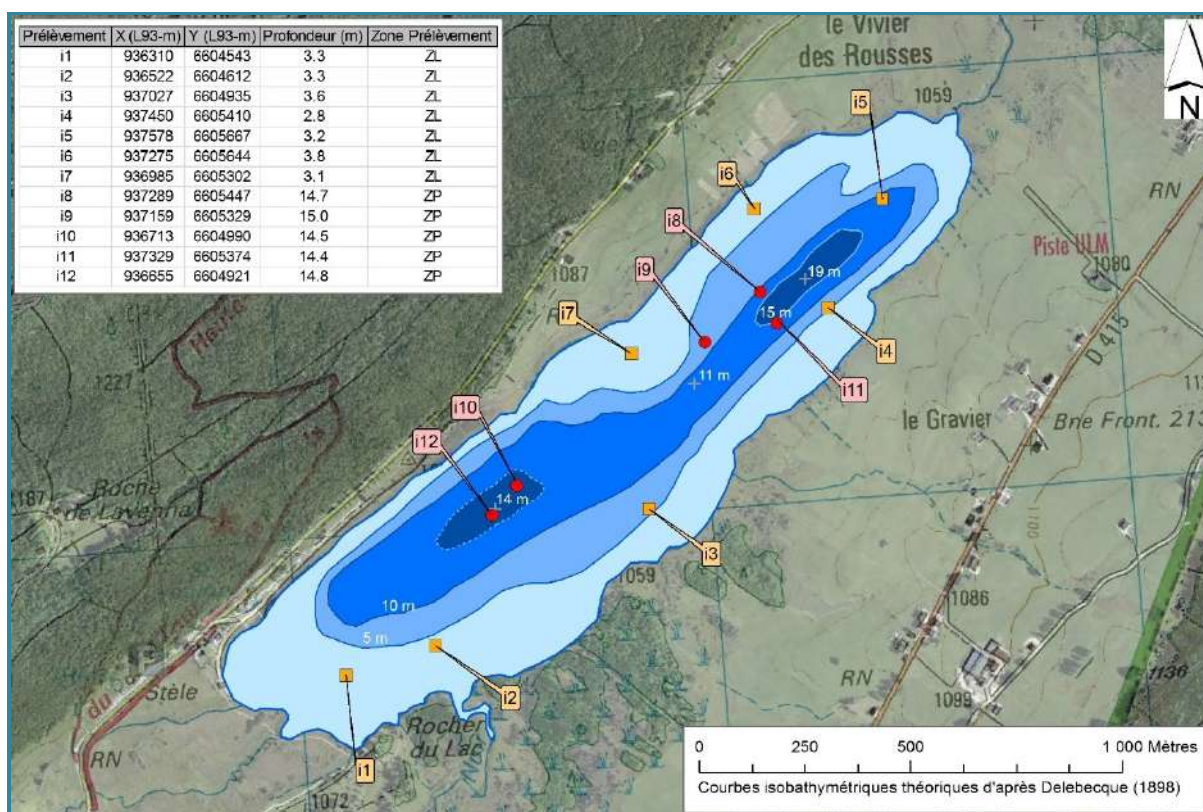 Prélèvement X (L93-m) Y (L93-m) Profondeur (m) Zone Prélèvement
i1 936310 6604543 3.3 ZL
i2 936522 6604612 3.3 ZL
i3 937027 6604935 3.6 ZL
i4 937450 6605410 2.8 ZL
i5 937578 6605667 3.2 ZL
i6 937275 6605644 3.8 ZL
i7 936985 6605302 3.1 ZL
i8 937289 6605447 14.7 ZP
i9 937159 6605329 15.0 ZP
i10 936713 6604990 14.5 ZP
i11 937329 6605374 14.4 ZP
i12 936655 6604921 14.8 ZP
le Vivier
des Rousses
N
1059
i5
i6
RN
i8
Piste ULM
1080
i9
1087
19 m
15 m
i7
i4
D 415
11 m
i11
1227
i10
le Gravier
Bne Front. 213
i12
14 m
1187
Roche
de Lavenna
i3
1059
1100
10 m
1086
5 m
1136
du
Stèle
i2
RN
1099
RN
Rocher
du Lac
i1
1072
0 250 500 1 000 Mètres
Courbes isobathymétriques théoriques d'après Delebecque (1898)